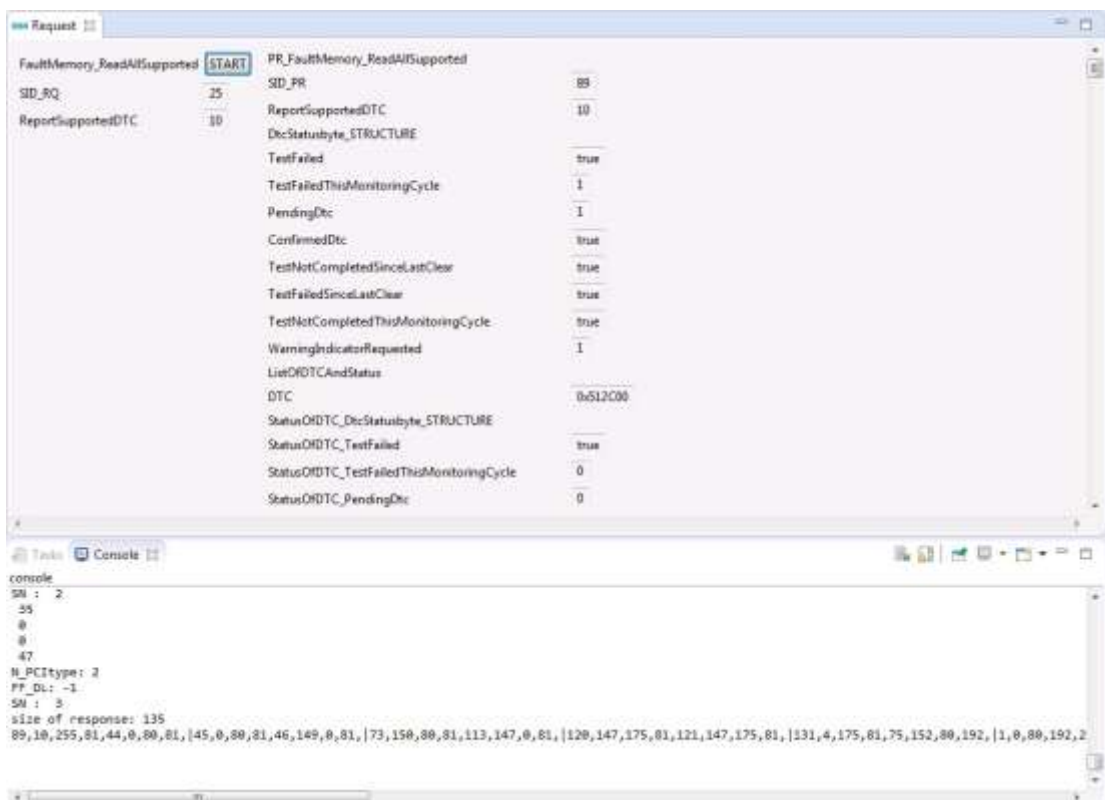 Request
FaultMemory_ReadAllSupported START
SID_RQ 25
ReportSupportedDTC 10
PR_FaultMemory_ReadAllSupported
SID_PR 89
ReportSupportedDTC 10
DtcStatusbyte_STRUCTURE
TestFailed true
TestFailedThisMonitoringCycle 1
PendingDtc 1
ConfirmedDtc true
TestNotCompletedSinceLastClear true
TestFailedSinceLastClear true
TestNotCompletedThisMonitoringCycle true
WarningIndicatorRequested 1
ListOfDTCAndStatus
DTC 0x512C00
StatusOfDTC_DtcStatusbyte_STRUCTURE
StatusOfDTC_TestFailed true
StatusOfDTC_TestFailedThisMonitoringCycle 0
StatusOfDTC_PendingDtc 0
Tasks Console
console
SN : 2
0
0
47
N_PCItype: 2
FF_DL: -1
SN : 3
size of response: 135
89,10,255,81,44,0,80,81,|45,0,80,81,46,149,0,81,|73,150,80,81,113,147,0,81,|120,147,175,81,121,147,175,81,|131,4,175,81,75,152,80,192,|1,0,80,192,2